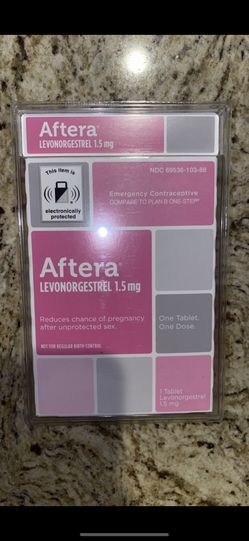 Aftera®
LEVONORGESTREL 1.5 mg
This item is
electronically
protected
NDC 69536-103-88
Emergency Contraceptive
COMPARE TO PLAN B ONE-STEP®*
Aftera®
LEVONORGESTREL 1.5 mg
Reduces chance of pregnancy
after unprotected sex.
NOT FOR REGULAR BIRTH CONTROL.
One Tablet.
One Dose.
1 Tablet
Levonorgestrel
1.5 mg